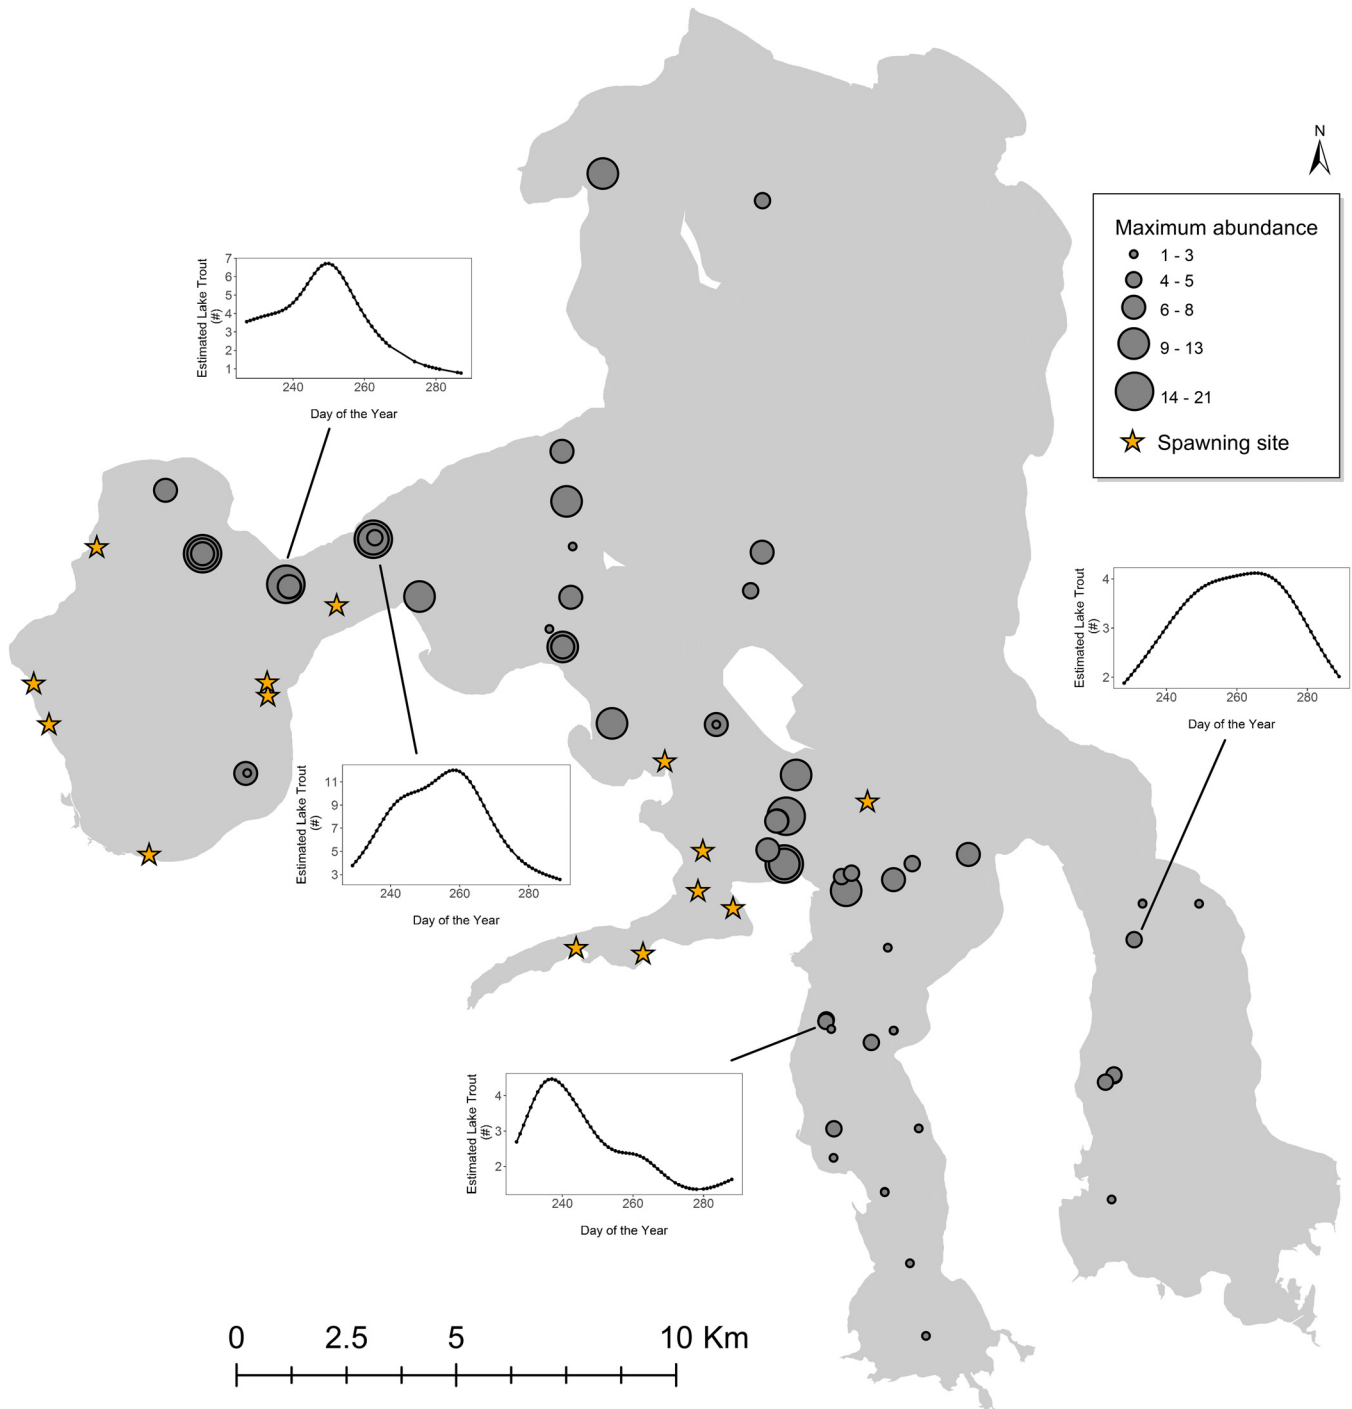 N
Maximum abundance
1 - 3
4 - 5
6 - 8
9 - 13
14 - 21
Spawning site
Estimated Lake Trout
(#)
7
6
5
4
3
2
1
240 260 280
Day of the Year
Estimated Lake Trout
(#)
4
3
2
240 260 280
Day of the Year
Estimated Lake Trout
(#)
11
9
7
5
3
240 260 280
Day of the Year
Estimated Lake Trout
(#)
4
3
2
240 260 280
Day of the Year
0 2.5 5 10 Km